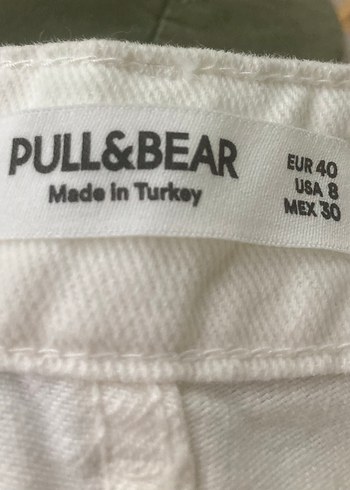 PULL&BEAR
Made in Turkey
EUR 40
USA 8
MEX 30